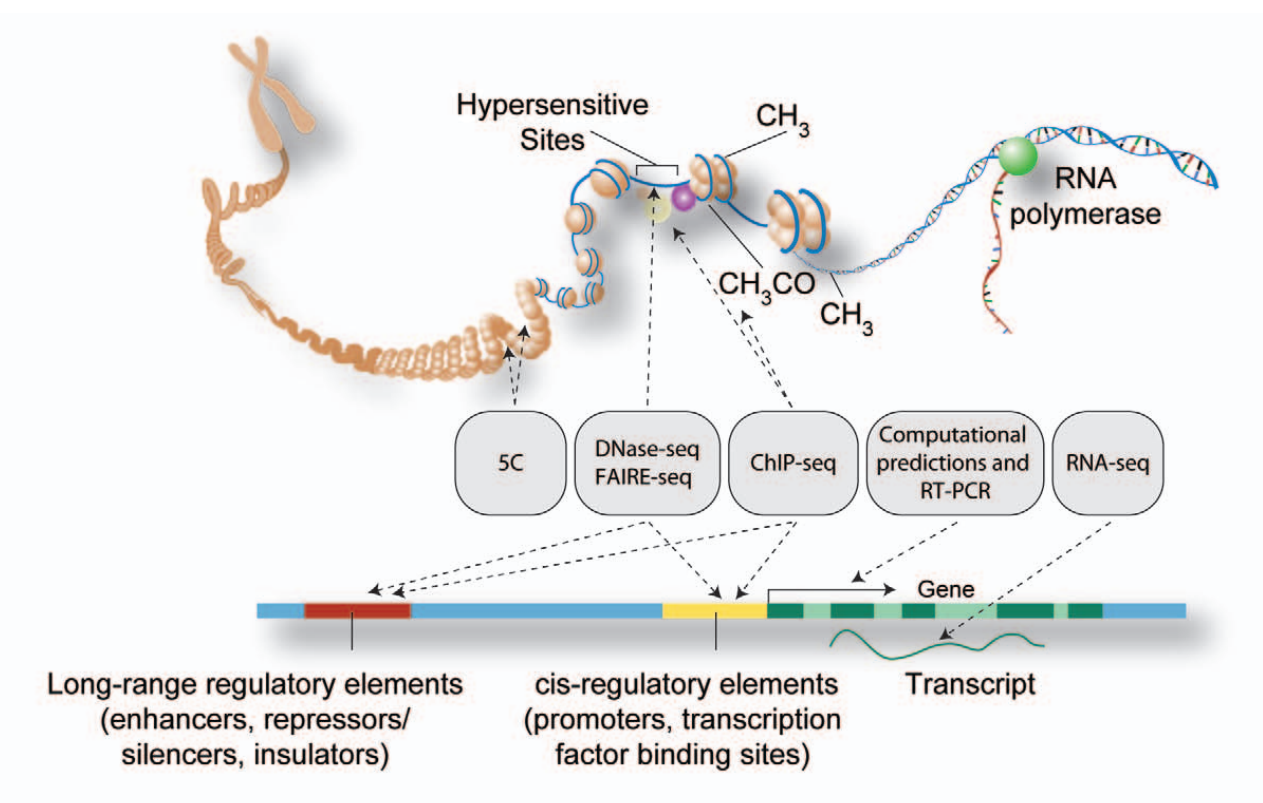 Hypersensitive
Sites
CH3
RNA
polymerase
CH3CO
CH3
5C
DNase-seq
FAIRE-seq
ChIP-seq
Computational
predictions and
RT-PCR
RNA-seq
Gene
Long-range regulatory elements
(enhancers, repressors/
silencers, insulators)
cis-regulatory elements
(promoters, transcription
factor binding sites)
Transcript